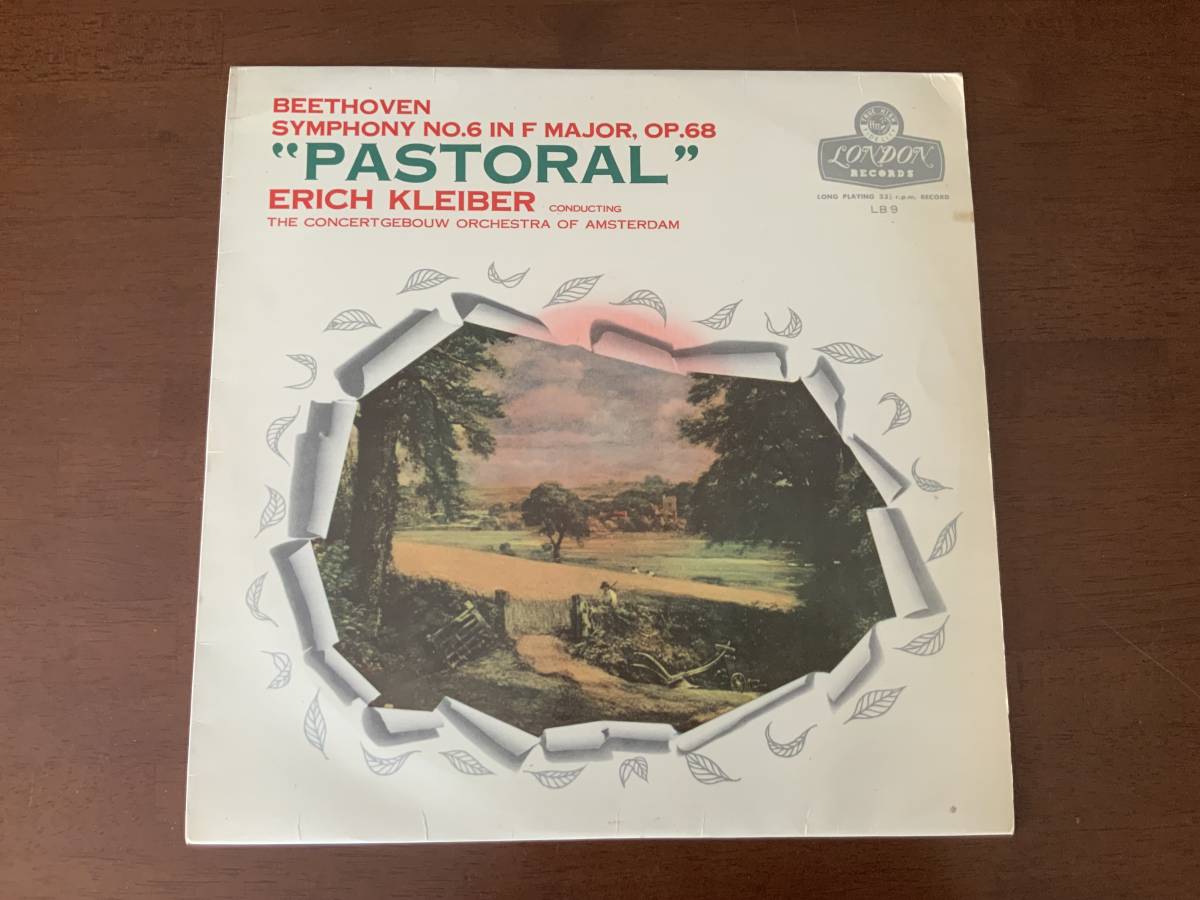 BEETHOVEN
SYMPHONY NO.6 IN F MAJOR, OP.68
“PASTORAL”
ERICH KLEIBER CONDUCTING
THE CONCERTGEBOUW ORCHESTRA OF AMSTERDAM
LONDON
RECORDS
LONG PLAYING 33⅓ r.p.m. RECORD
LB 9